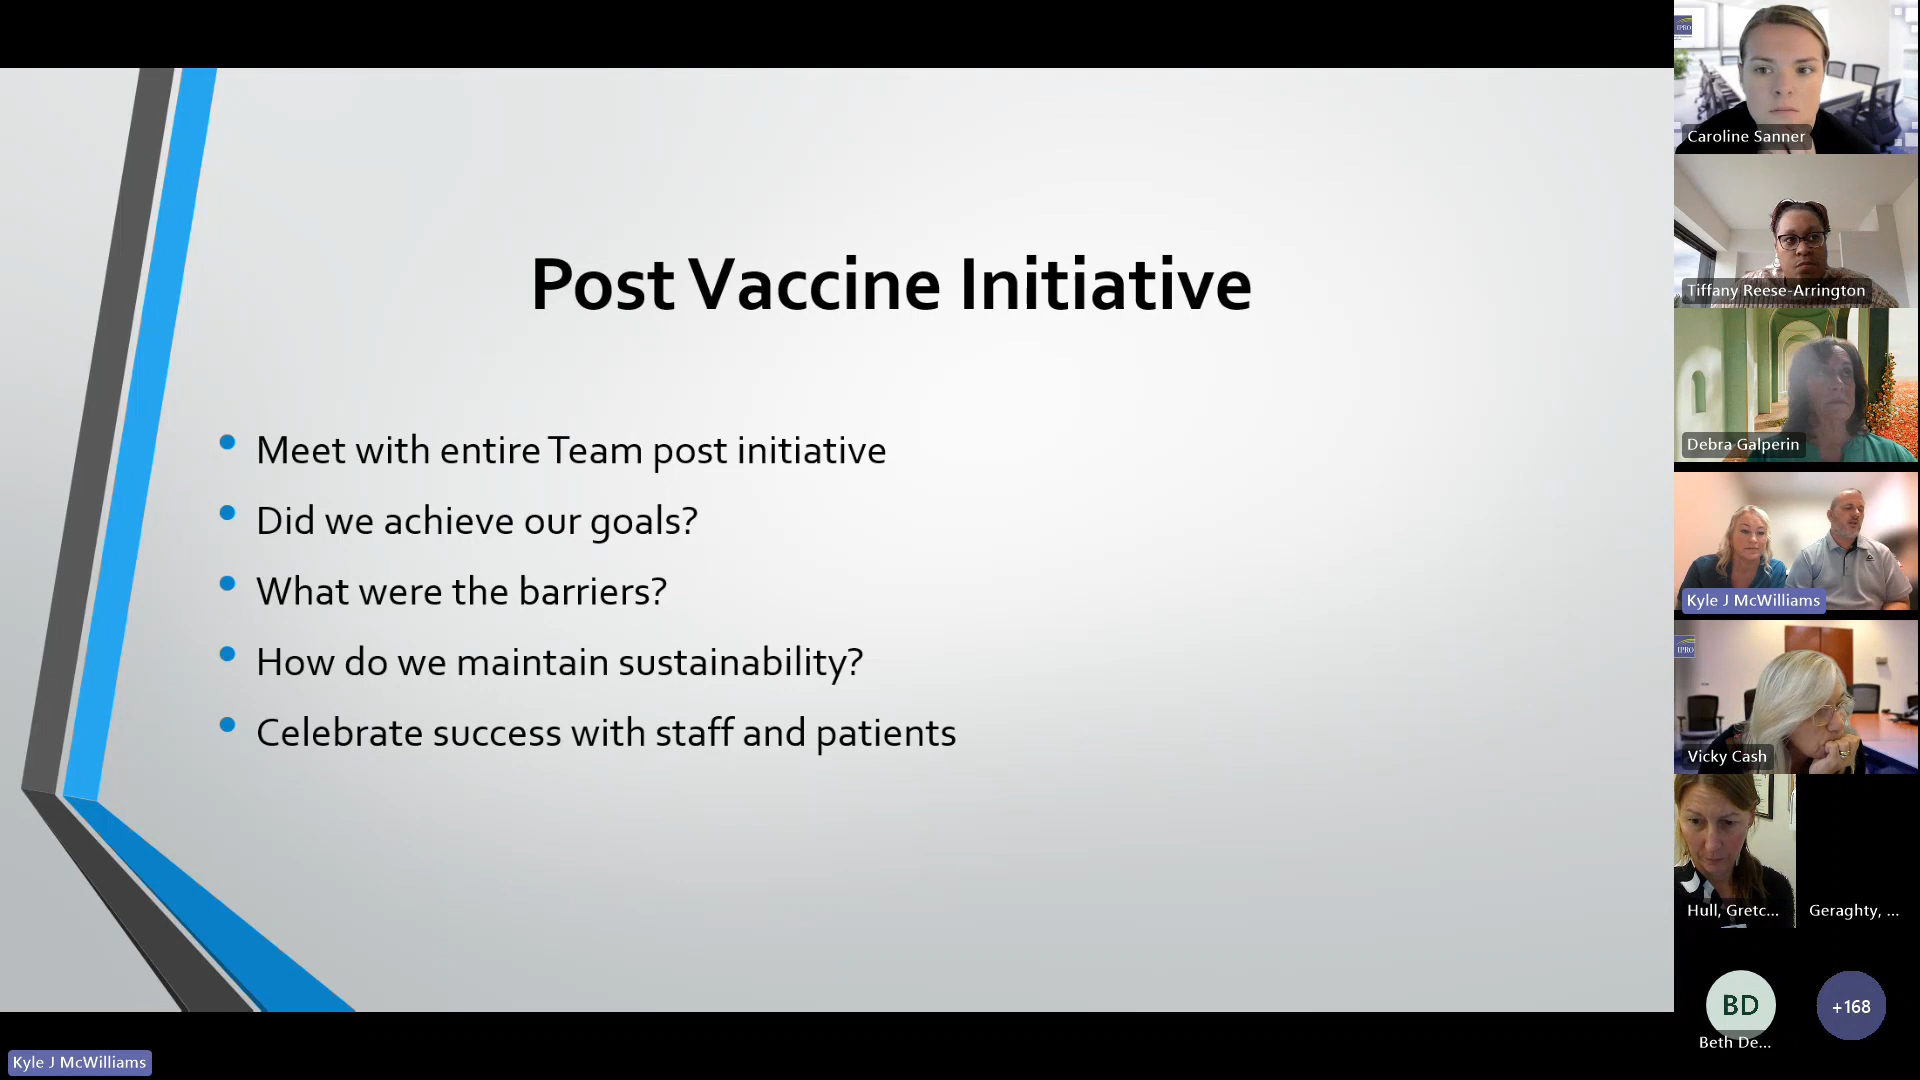 Post Vaccine Initiative
Meet with entire Team post initiative
Did we achieve our goals?
What were the barriers?
How do we maintain sustainability?
Celebrate success with staff and patients
Kyle J McWilliams
IPRO
Caroline Sanner
Tiffany Reese-Arrington
Debra Galperin
Kyle J McWilliams
IPRO
Vicky Cash
Hull, Gretc...
Geraghty, ...
BD
Beth De...
+168